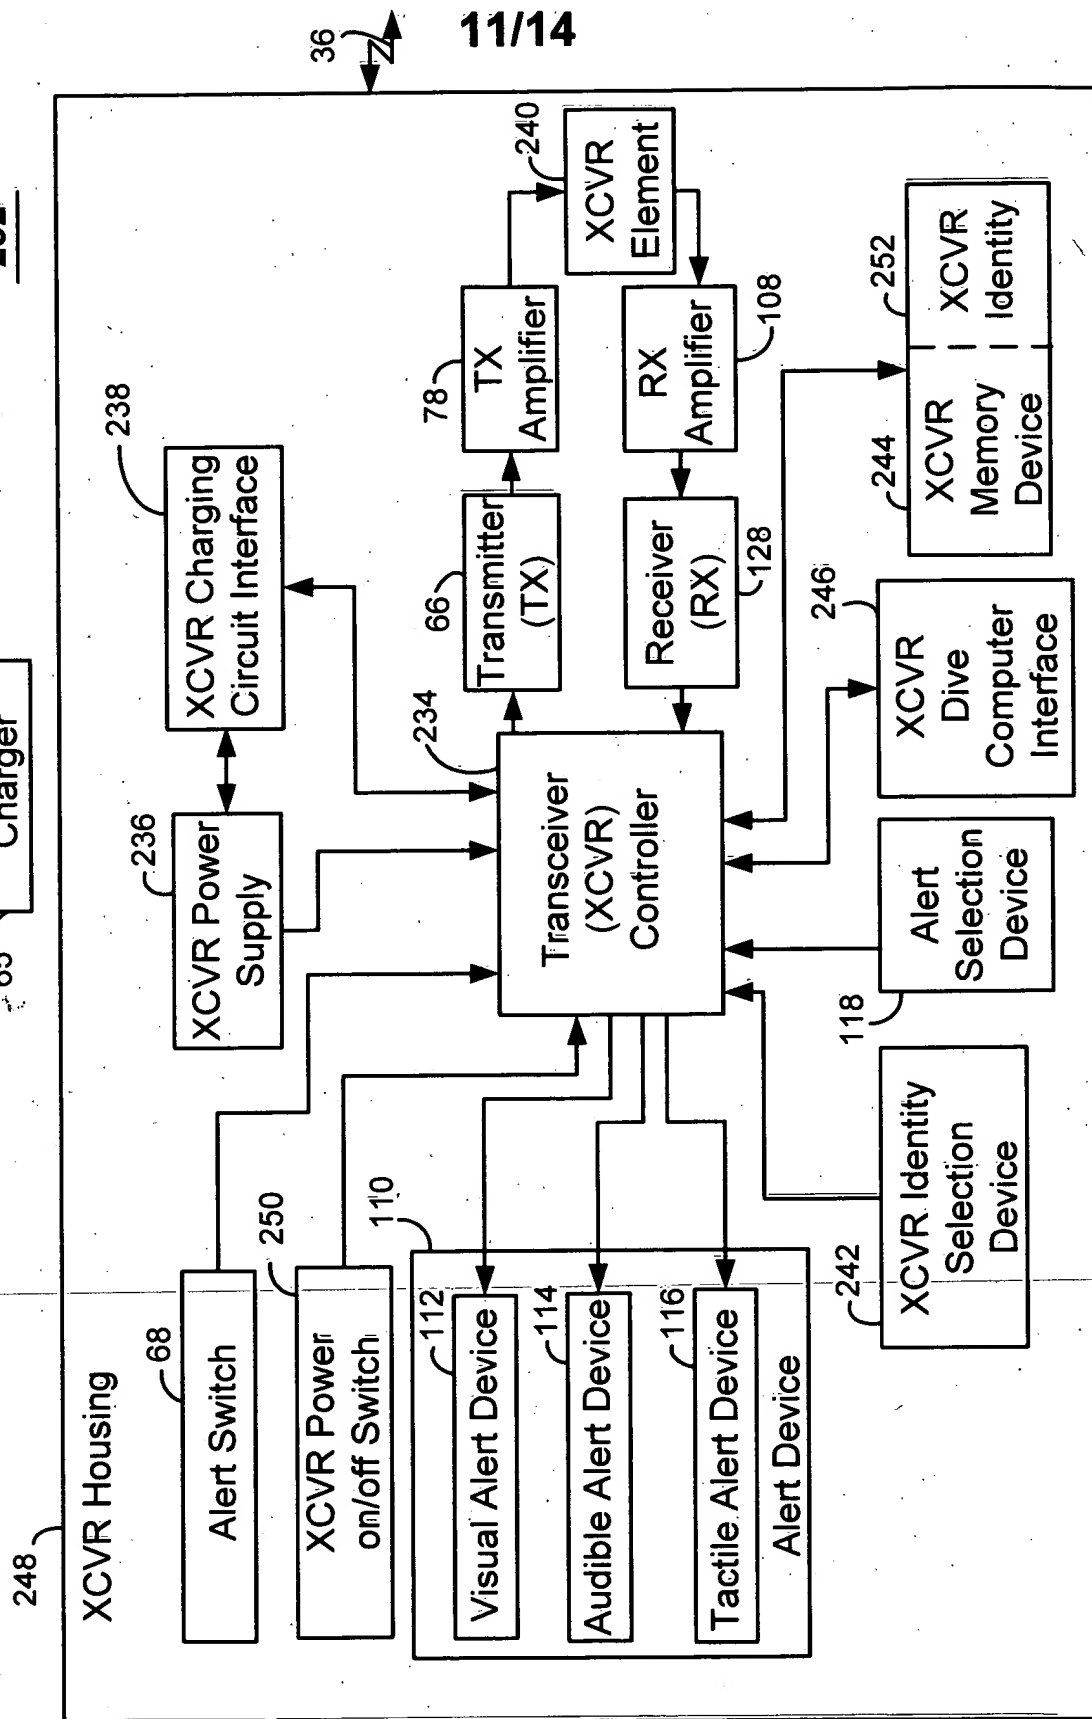 11/14
36
Charger
248
XCVR Housing
68
Alert Switch
250
XCVR Power
on/off Switch
110
112
Visual Alert Device
114
Audible Alert Device
116
Tactile Alert Device
Alert Device
236
XCVR Power
Supply
238
XCVR Charging
Circuit Interface
234
Transceiver
(XCVR)
Controller
66
Transmitter
(TX)
78
TX
Amplifier
240
XCVR
Element
RX
Amplifier
108
Receiver
(RX)
128
242
XCVR Identity
Selection
Device
118
Alert
Selection
Device
246
XCVR
Dive
Computer
Interface
244
XCVR
Memory
Device
252
XCVR
Identity